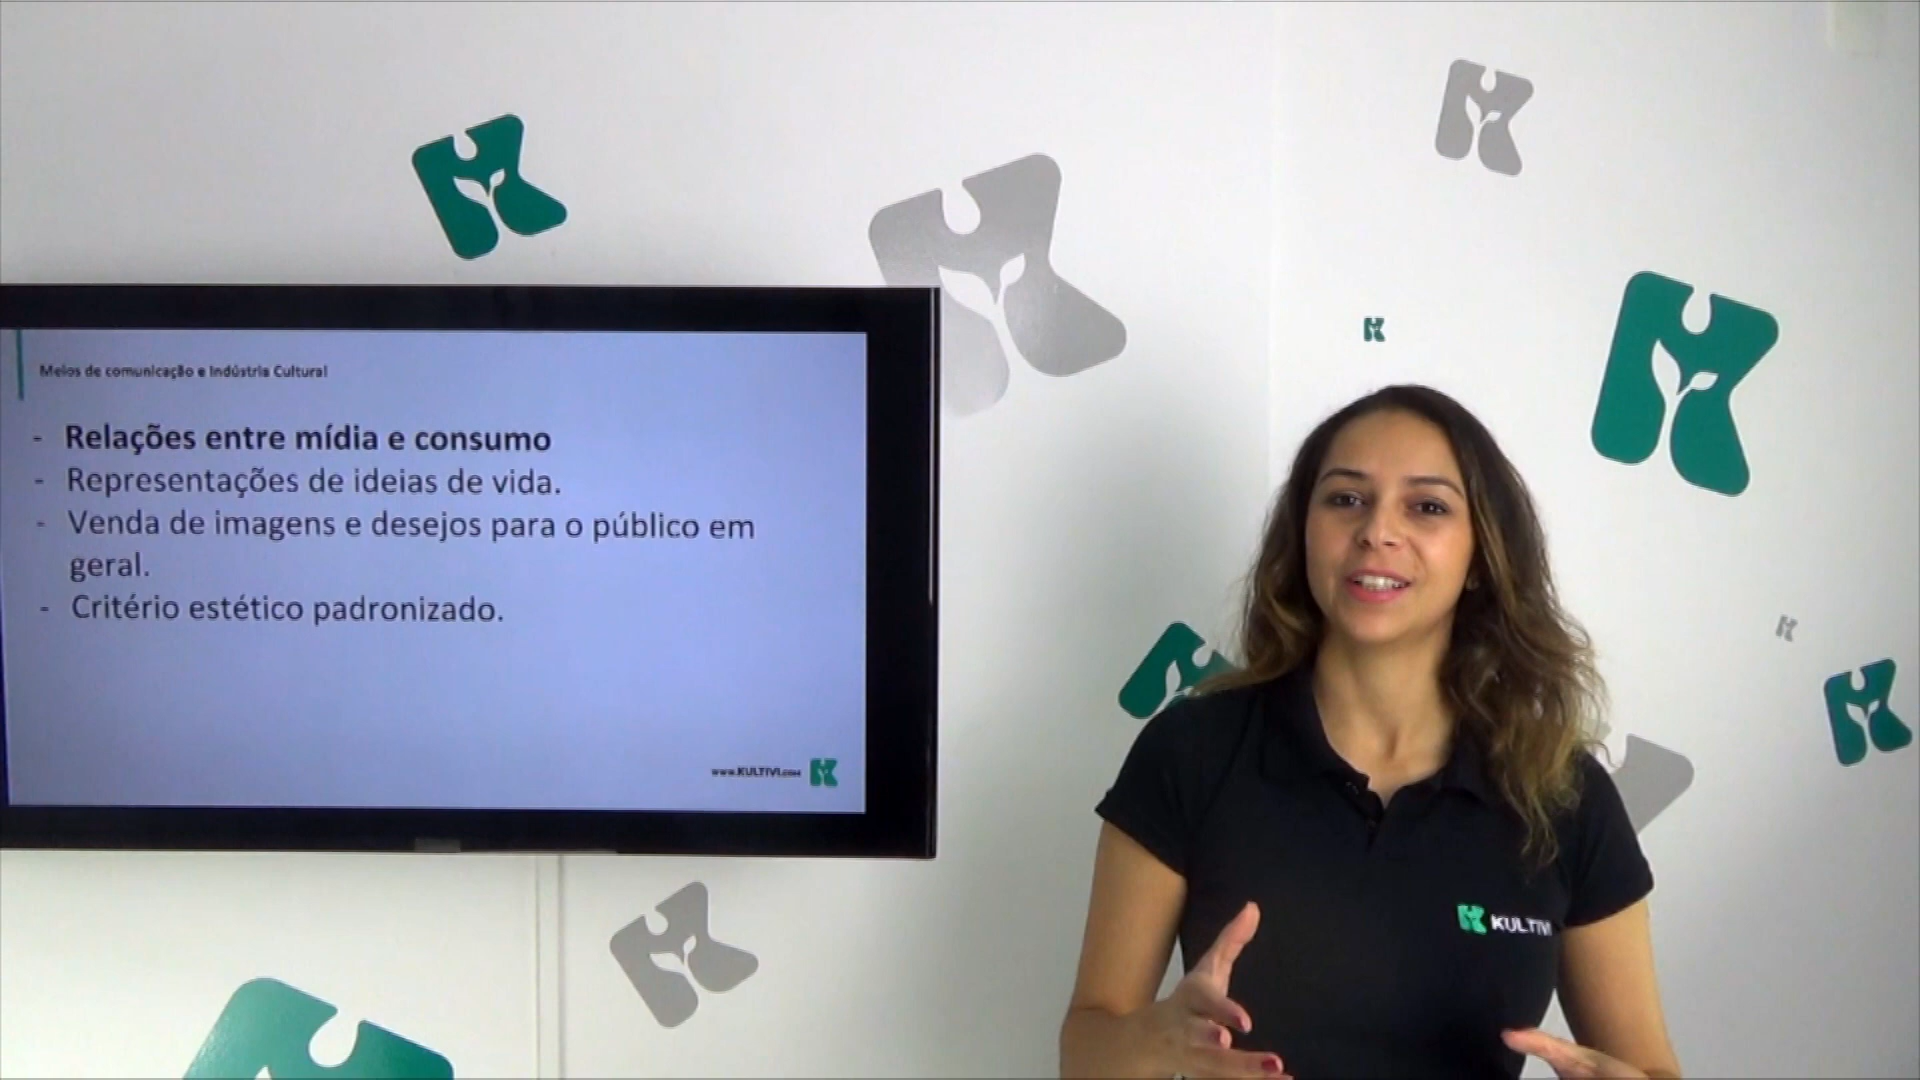 Meios de comunicação e Indústria Cultural
- Relações entre mídia e consumo
- Representações de ideias de vida.
- Venda de imagens e desejos para o público em
geral.
- Critério estético padronizado.
www.KULTIVI.com
KULTIVI